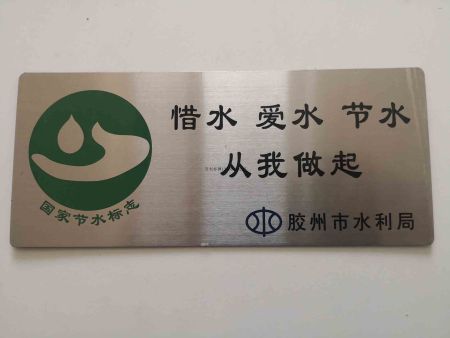 惜水 爱水 节水
从我做起
国家节水标志
胶州市水利局